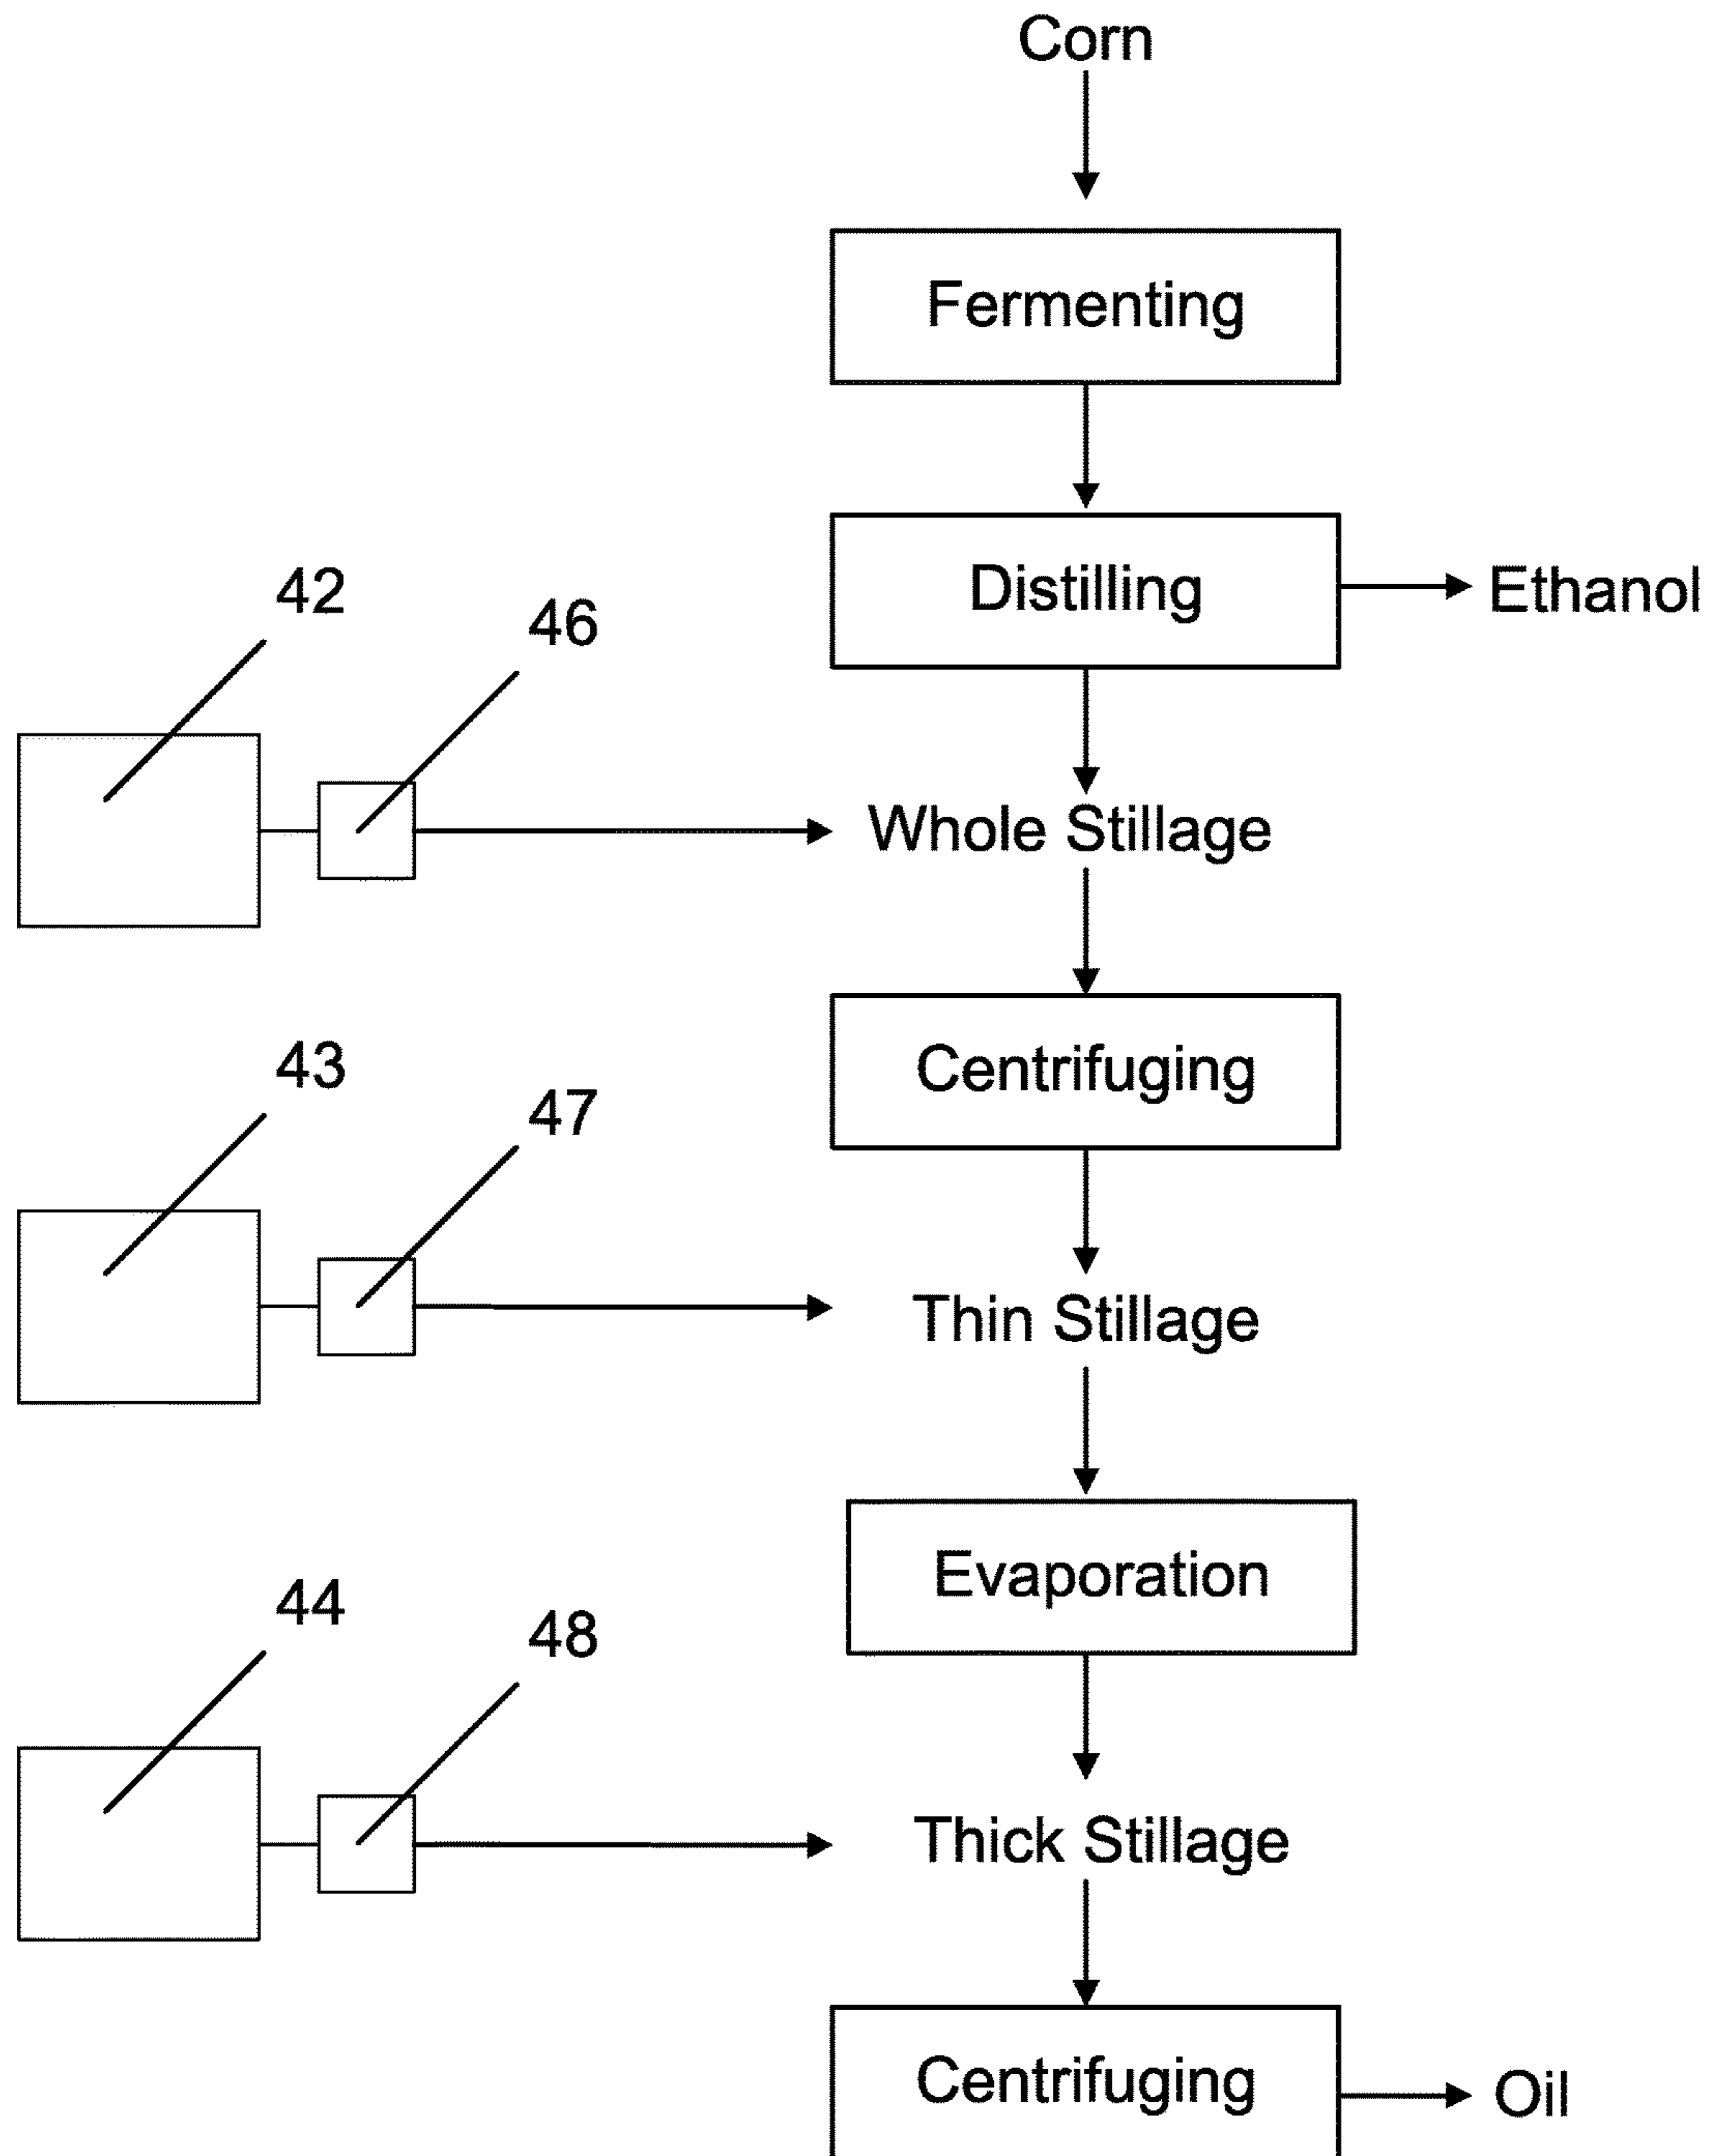 Corn
Fermenting
Distilling
Ethanol
42
46
Whole Stillage
Centrifuging
43
47
Thin Stillage
Evaporation
44
48
Thick Stillage
Centrifuging
Oil